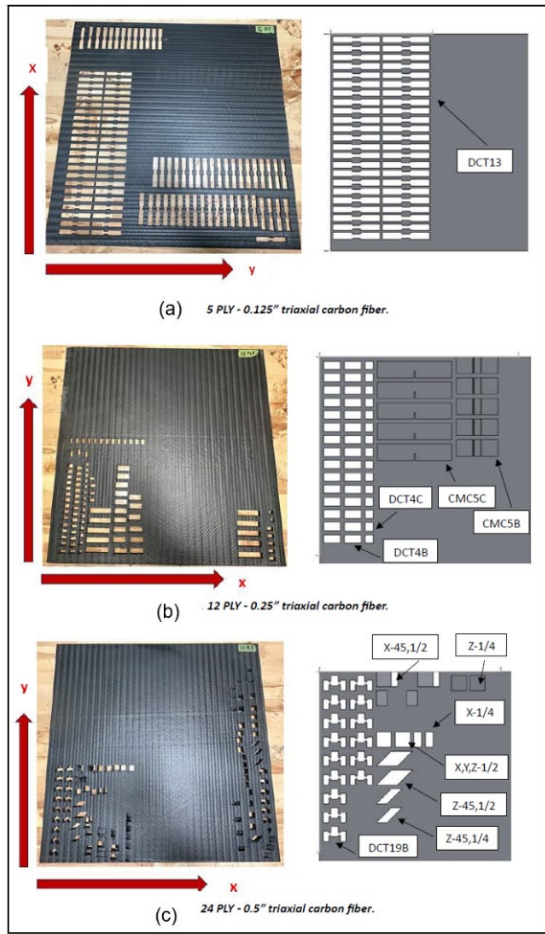 X
y
DCT13
(a) 5 PLY - 0.125" triaxial carbon fiber.
y
x
DCT4C
CMC5C
CMC5B
DCT4B
(b) 12 PLY - 0.25" triaxial carbon fiber.
y
x
X-45,1/2
Z-1/4
X-1/4
X,Y,Z-1/2
Z-45,1/2
Z-45,1/4
DCT19B
(c) 24 PLY - 0.5" triaxial carbon fiber.